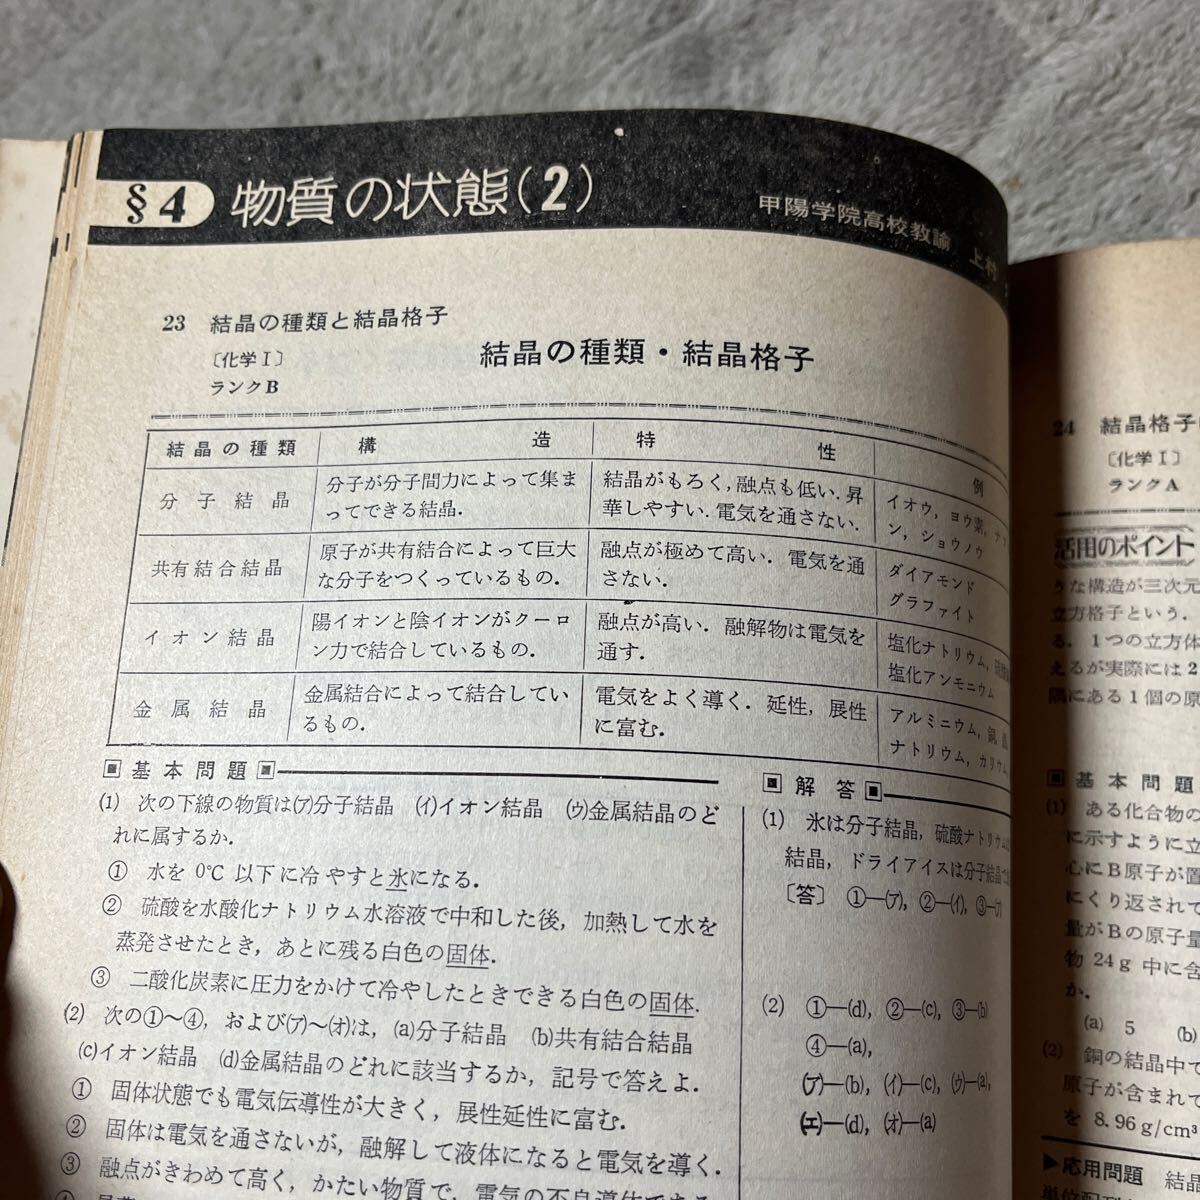 §4 物質の状態(2)
甲陽学院高校教諭 上村
23 結晶の種類と結晶格子
〔化学Ⅰ〕
ランクB
結晶の種類・結晶格子
結晶の種類 構造 特性 例
分子結晶
分子が分子間力によって集ま
ってできる結晶.
結晶がもろく,融点も低い.昇
華しやすい.電気を通さない.
イオウ,ヨウ素,ナフ
ン,ショウノウ
共有結合結晶
原子が共有結合によって巨大
な分子をつくっているもの.
融点が極めて高い.電気を通
さない.
ダイアモンド
グラファイト
イオン結晶
陽イオンと陰イオンがクーロ
ン力で結合しているもの.
融点が高い.融解物は電気を
通す.
塩化ナトリウム,
塩化アンモニウム
金属結晶
金属結合によって結合してい
るもの.
電気をよく導く.延性,展性
に富む.
アルミニウム,銅,
ナトリウム,カリウム
基本問題
(1) 次の下線の物質は(ア)分子結晶 (イ)イオン結晶 (ウ)金属結晶のど
れに属するか.
① 水を0℃以下に冷やすと氷になる.
② 硫酸を水酸化ナトリウム水溶液で中和した後,加熱して水を
蒸発させたとき,あとに残る白色の固体.
③ 二酸化炭素に圧力をかけて冷やしたときできる白色の固体.
(2) 次の①〜④,および(ア)〜(オ)は,(a)分子結晶 (b)共有結合結晶
(c)イオン結晶 (d)金属結晶のどれに該当するか,記号で答えよ.
① 固体状態でも電気伝導性が大きく,展性延性に富む.
② 固体は電気を通さないが,融解して液体になると電気を導く.
③ 融点がきわめて高く,かたい物質で,電気の不良導体である
解答
(1) 氷は分子結晶,硫酸ナトリウム
結晶,ドライアイスは分子結晶
〔答〕 ①—(ア),②—(イ),③—(ア)
(2) ①—(d),②—(c),③—(b)
④—(a),
(ア)—(b),(イ)—(c),(ウ)—(a),
(エ)—(d),(オ)—(a)
24 結晶格子
〔化学Ⅰ〕
ランクA
活用のポイント
うな構造が三次元
立方格子という.
る.1つの立方体
えるが実際には2
隅にある1個の原
基本問題
(1) ある化合物の
に示すように立
心にB原子が置
にくり返されて
量がBの原子量
物24g中に含
か.
(a) 5 (b)
(2) 銅の結晶中で
原子が含まれて
を8.96g/cm³
▶応用問題 結晶